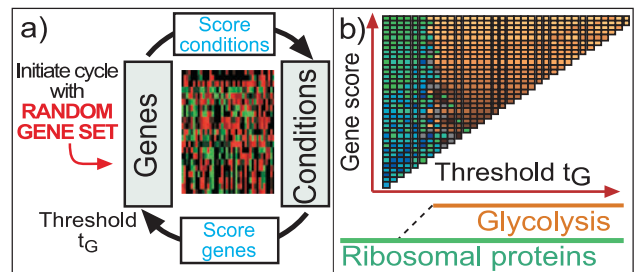 a)
Score
conditions
Initiate cycle
with
RANDOM
GENE SET
Genes
Conditions
Threshold
tG
Score
genes
b)
Gene score
Threshold tG
Glycolysis
Ribosomal proteins